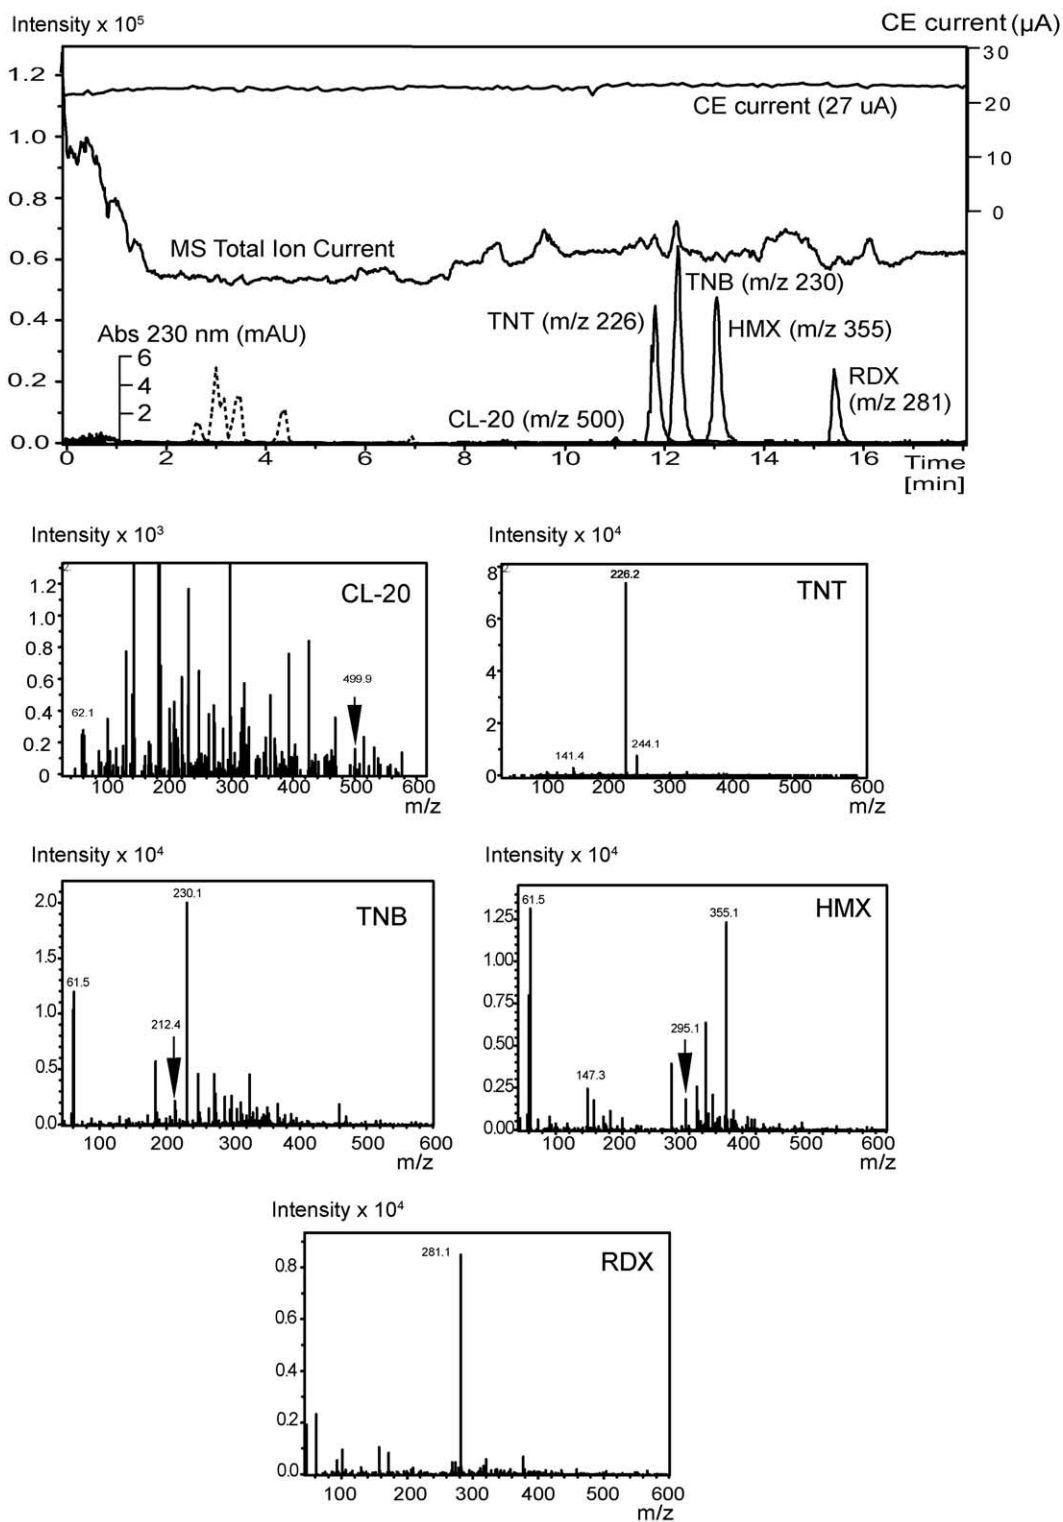 Intensity x 10⁵
CE current (µA)
30
1.2
CE current (27 uA)
20
1.0
10
0.8
0
MS Total Ion Current
0.6
TNB (m/z 230)
TNT (m/z 226)
HMX (m/z 355)
0.4
Abs 230 nm (mAU)
6
4
2
RDX
(m/z 281)
0.2
CL-20 (m/z 500)
0.0
0 2 4 6 8 10 12 14 16 Time
[min]
Intensity x 10³
CL-20
1.2
1.0
0.8
0.6
0.4
0.2
0
499.9
62.1
100 200 300 400 500 600
m/z
Intensity x 10⁴
TNT
8
6
4
2
0
226.2
141.4
244.1
100 200 300 400 500 600
m/z
Intensity x 10⁴
TNB
2.0
1.5
1.0
0.5
0.0
230.1
61.5
212.4
100 200 300 400 500 600
m/z
Intensity x 10⁴
HMX
1.25
1.00
0.75
0.50
0.25
0.00
61.5
355.1
295.1
147.3
100 200 300 400 500 600
m/z
Intensity x 10⁴
RDX
0.8
0.6
0.4
0.2
0.0
281.1
100 200 300 400 500 600
m/z